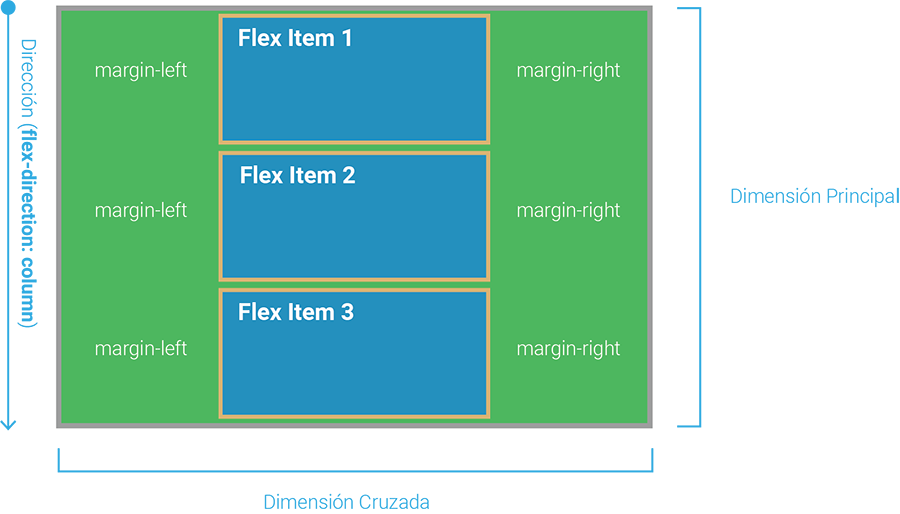 Dirección (flex-direction: column)
Flex Item 1
margin-left
margin-right
Flex Item 2
margin-left
margin-right
Flex Item 3
margin-left
margin-right
Dimensión Principal
Dimensión Cruzada